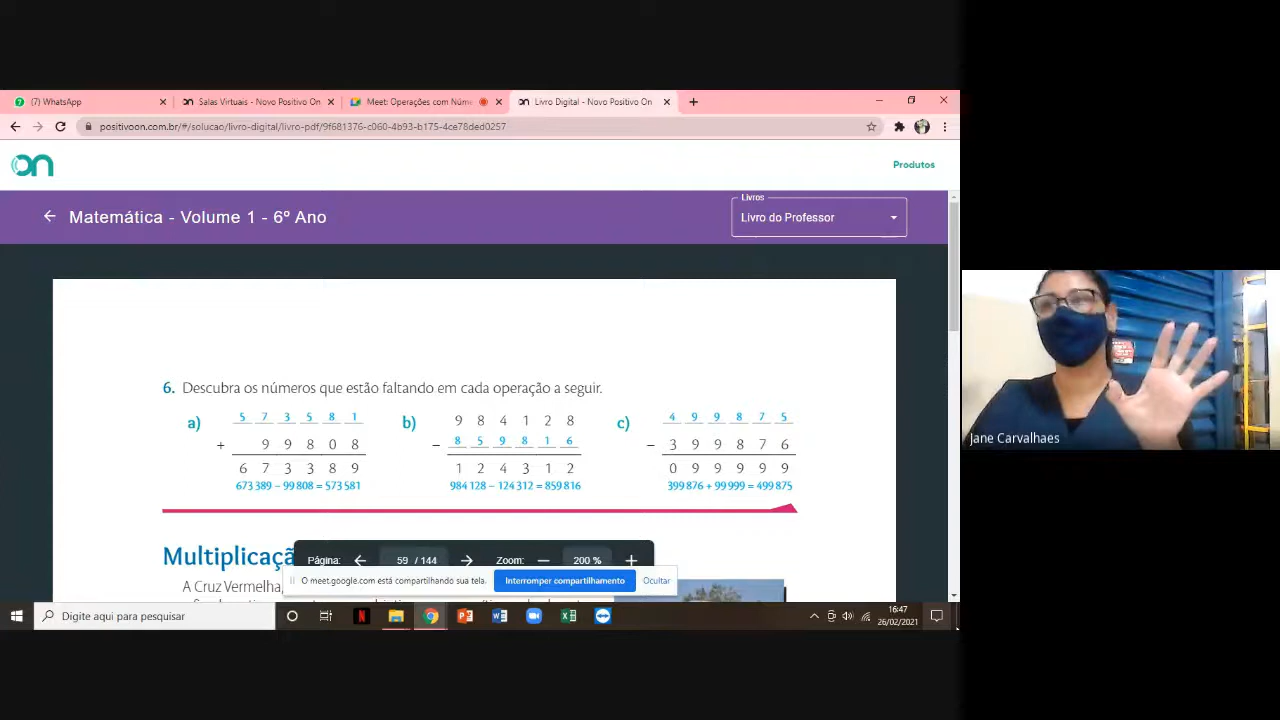 (7) WhatsApp
Salas Virtuais - Novo Positivo On
Meet: Operações com Núme
Livro Digital - Novo Positivo On
positivoon.com.br/#/solucao/livro-digital/livro-pdf/9f681376-c060-4b93-b175-4ce78ded0257
on
Produtos
Matemática - Volume 1 - 6º Ano
Livros
Livro do Professor
6. Descubra os números que estão faltando em cada operação a seguir.
a) 5 7 3 5 8 1
+ 9 9 8 0 8
6 7 3 3 8 9
673 389 – 99 808 = 573 581
b) 9 8 4 1 2 8
– 8 5 9 8 1 6
1 2 4 3 1 2
984 128 – 124 312 = 859 816
c) 4 9 9 8 7 5
– 3 9 9 8 7 6
0 9 9 9 9 9
399 876 + 99 999 = 499 875
Jane Carvalhaes
Multiplicaçã
Página: 59 / 144 Zoom: 200 %
A Cruz Vermelha,
O meet.google.com está compartilhando sua tela. Interromper compartilhamento Ocultar
Digite aqui para pesquisar
16:47
26/02/2021